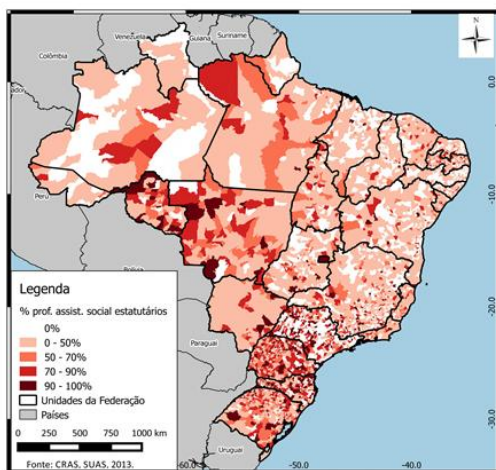 Venezuela
Guiana
Suriname
Colômbia
N
0.0
Peru
-10.0
Bolívia
Legenda
% prof. assist. social estatutários
0%
0 - 50%
50 - 70%
70 - 90%
90 - 100%
Unidades da Federação
Países
-20.0
Paraguai
0 250 500 750 1000 km
-30.0
Uruguai
Fonte: CRAS, SUAS, 2013.
-60.0
-50.0
-40.0